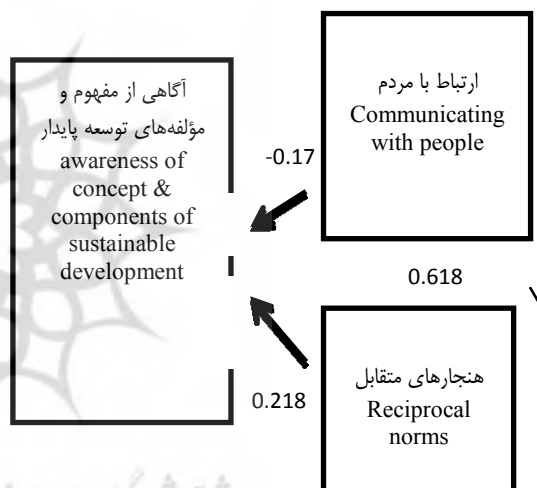 آگاهی از مفهوم و
مؤلفه‌های توسعه پایدار
awareness of
concept &
components of
sustainable
development
-0.17
ارتباط با مردم
Communicating
with people
0.618
0.218
هنجارهای متقابل
Reciprocal
norms